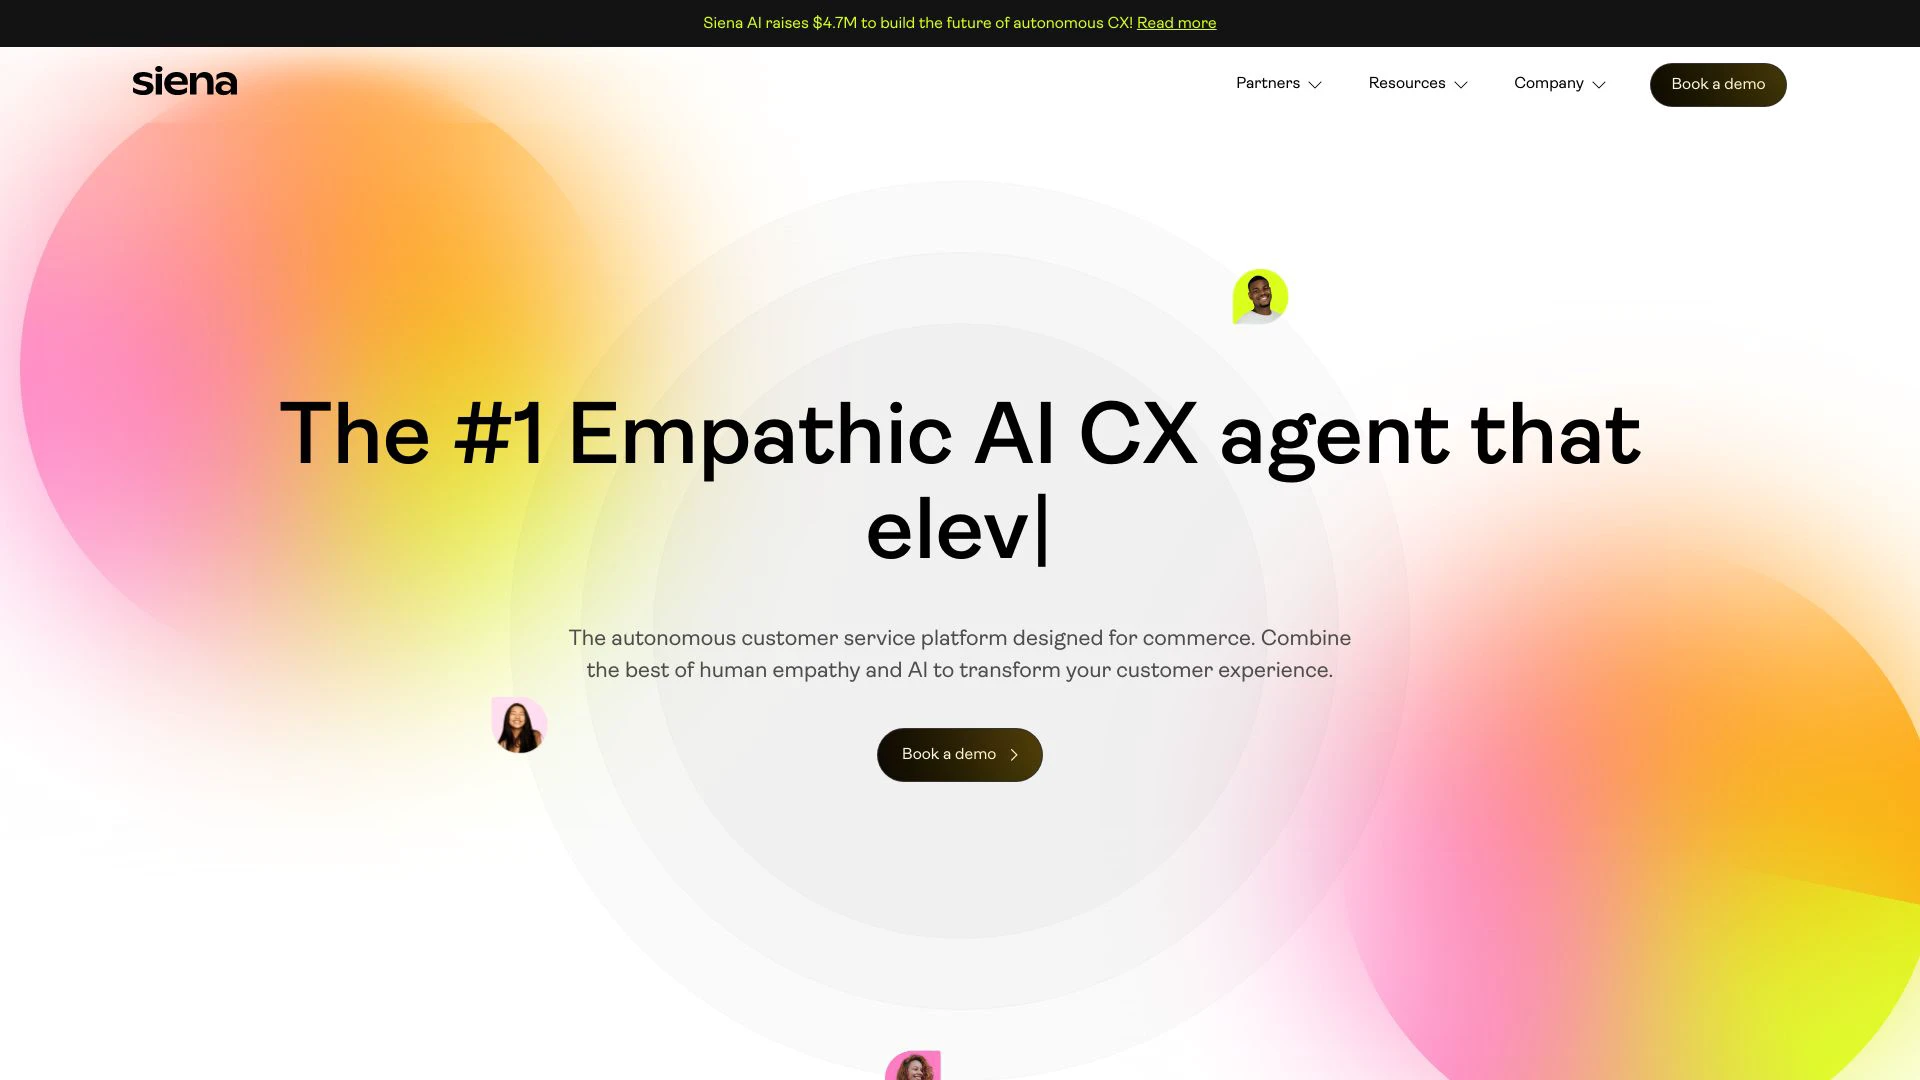 Siena AI raises $4.7M to build the future of autonomous CX! Read more
siena
Partners
Resources
Company
Book a demo
The #1 Empathic AI CX agent that
elev|
The autonomous customer service platform designed for commerce. Combine
the best of human empathy and AI to transform your customer experience.
Book a demo